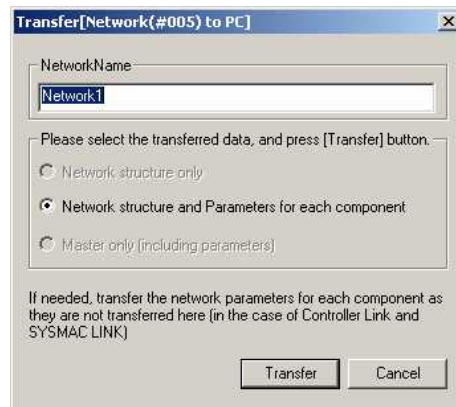 Transfer[Network(#005) to PC]
NetworkName
Network1
Please select the transferred data, and press [Transfer] button.
Network structure only
Network structure and Parameters for each component
Master only (including parameters)
If needed, transfer the network parameters for each component as
they are not transferred here (in the case of Controller Link and
SYSMAC LINK)
Transfer
Cancel